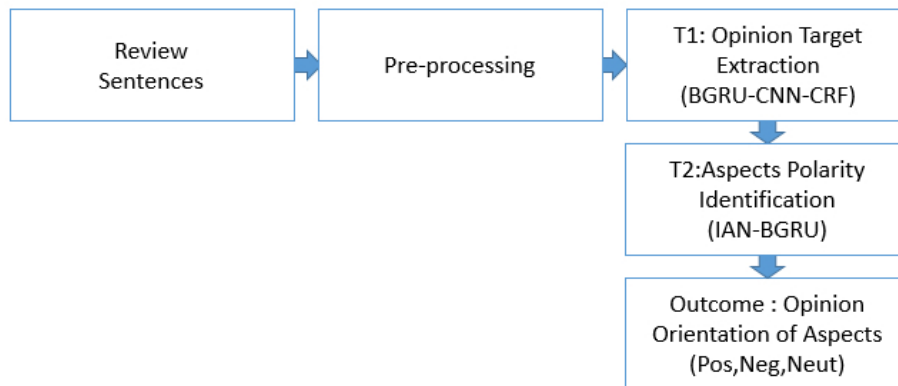 Review
Sentences
Pre-processing
T1: Opinion Target
Extraction
(BGRU-CNN-CRF)
T2:Aspects Polarity
Identification
(IAN-BGRU)
Outcome : Opinion
Orientation of Aspects
(Pos,Neg,Neut)